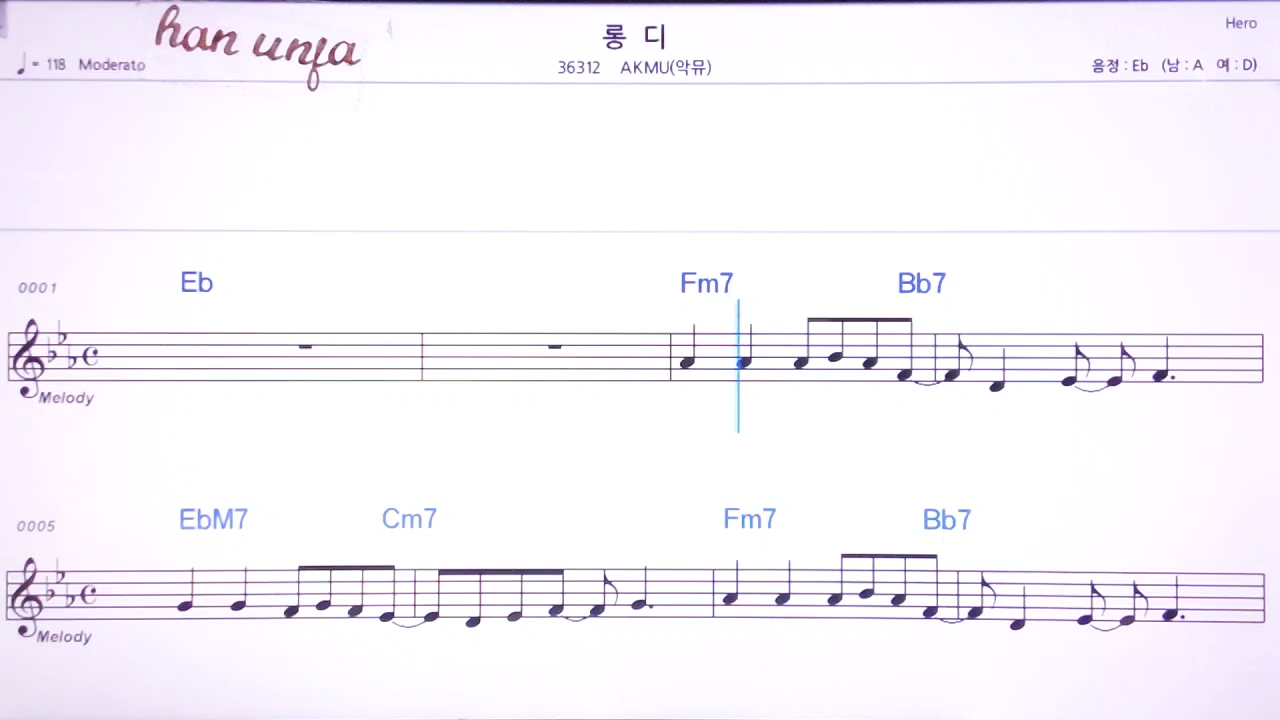 han unja
롱 디
Hero
♩= 118 Moderato
36312 AKMU(악뮤)
음정 : Eb (남 : A 여 : D)
Eb Fm7 Bb7
0001
Melody
EbM7 Cm7 Fm7 Bb7
0005
Melody